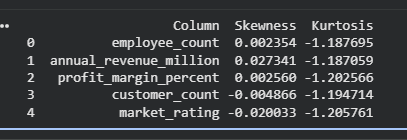 Column Skewness Kurtosis
0 employee_count 0.002354 -1.187695
1 annual_revenue_million 0.027341 -1.187059
2 profit_margin_percent 0.002560 -1.202566
3 customer_count -0.004866 -1.194714
4 market_rating -0.020033 -1.205761